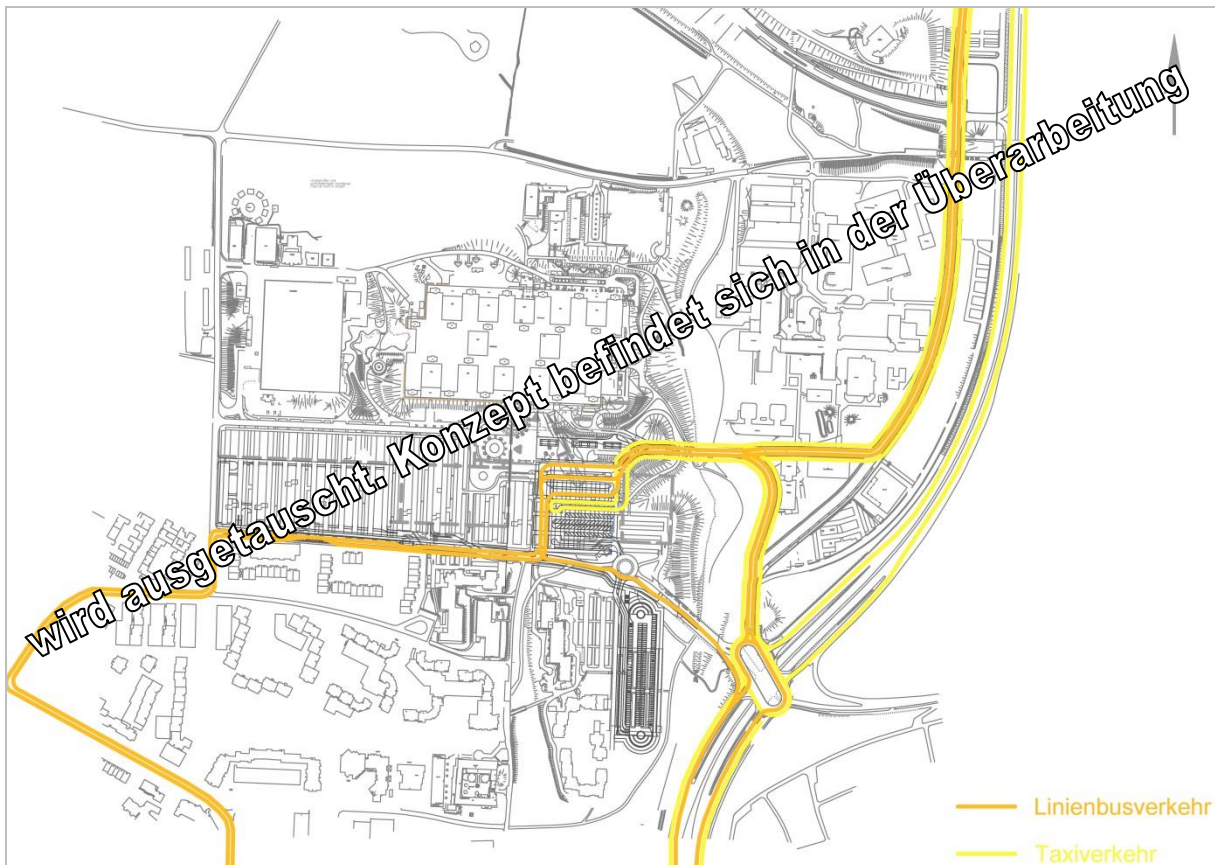 wird ausgetauscht. Konzept befindet sich in der Überarbeitung
Linienbusverkehr
Taxiverkehr